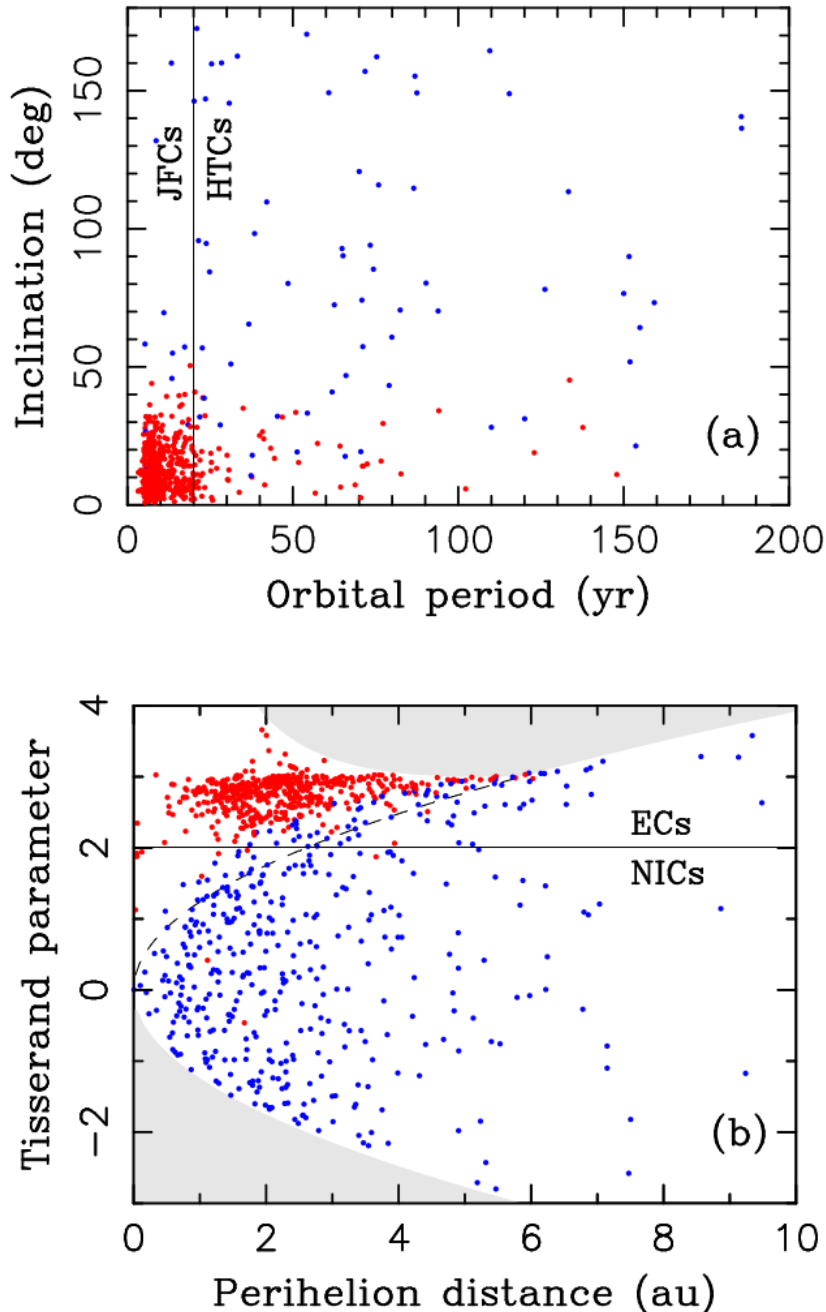 150
100
50
0
Inclination (deg)
JFCs
HTCs
(a)
0 50 100 150 200
Orbital period (yr)
4
2
0
−2
Tisserand parameter
ECs
NICs
(b)
0 2 4 6 8 10
Perihelion distance (au)